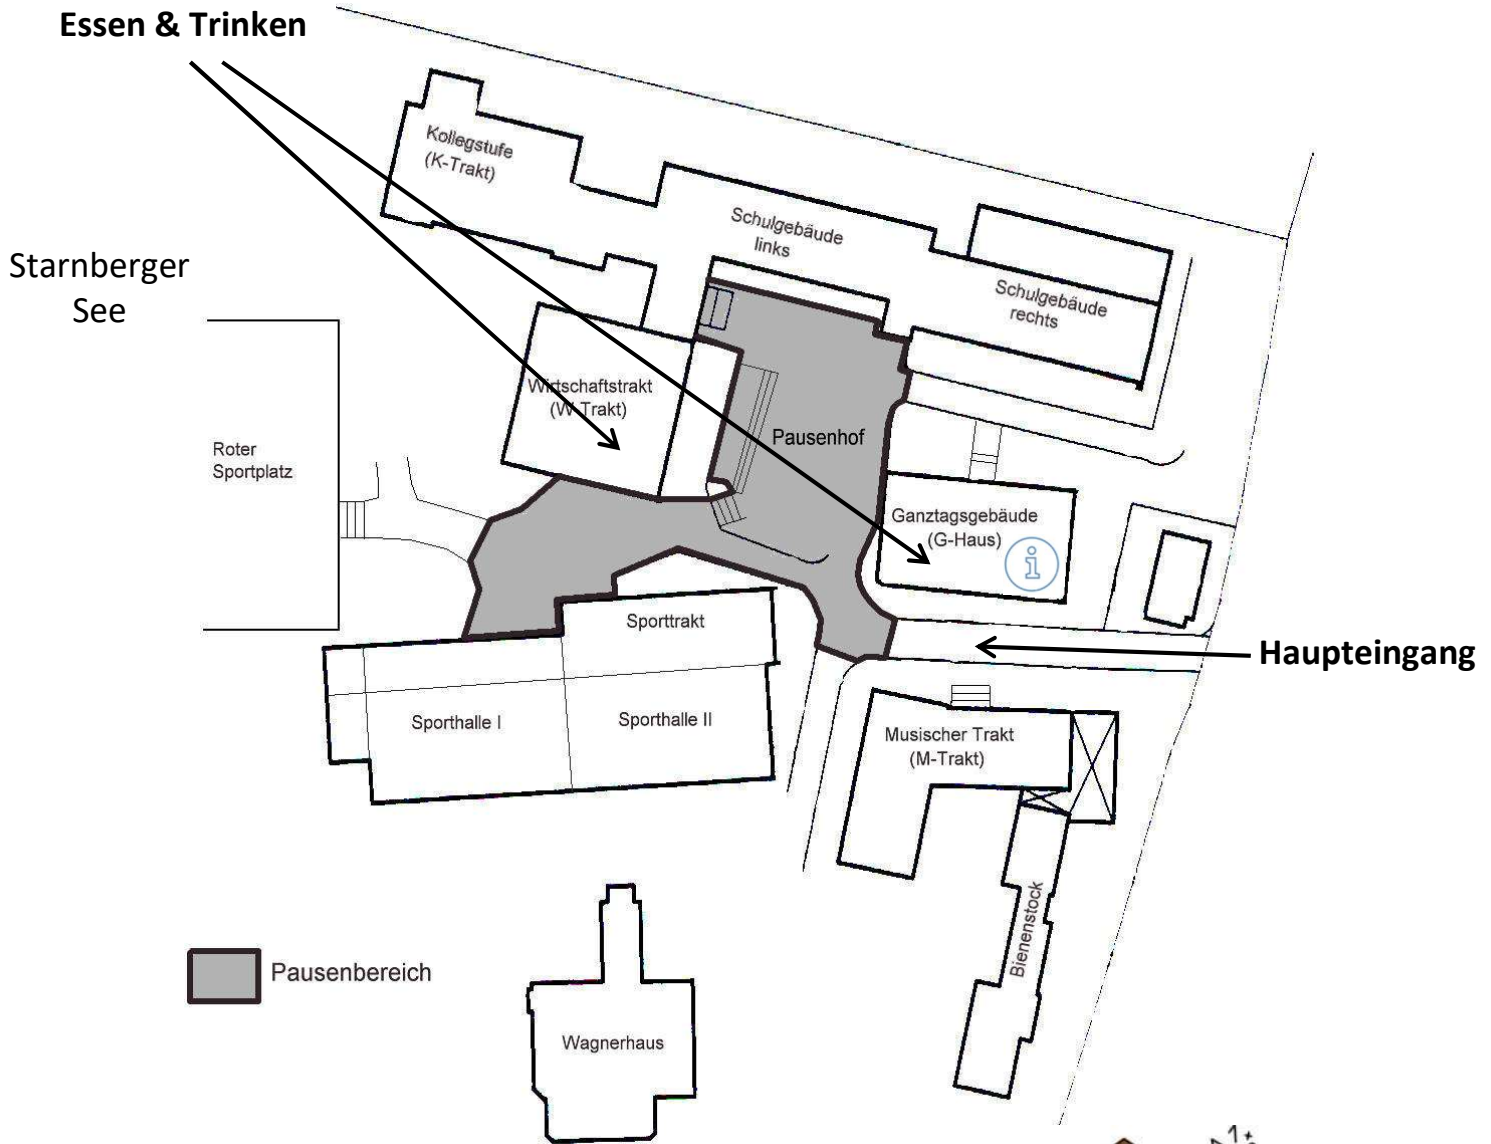 Essen & Trinken
Kollegstufe
(K-Trakt)
Schulgebäude
links
Starnberger
See
Schulgebäude
rechts
Wirtschaftstrakt
(W-Trakt)
Pausenhof
Roter
Sportplatz
Ganztagsgebäude
(G-Haus)
i
Sporttrakt
Haupteingang
Sporthalle I
Sporthalle II
Musischer Trakt
(M-Trakt)
Bienenstock
Pausenbereich
Wagnerhaus